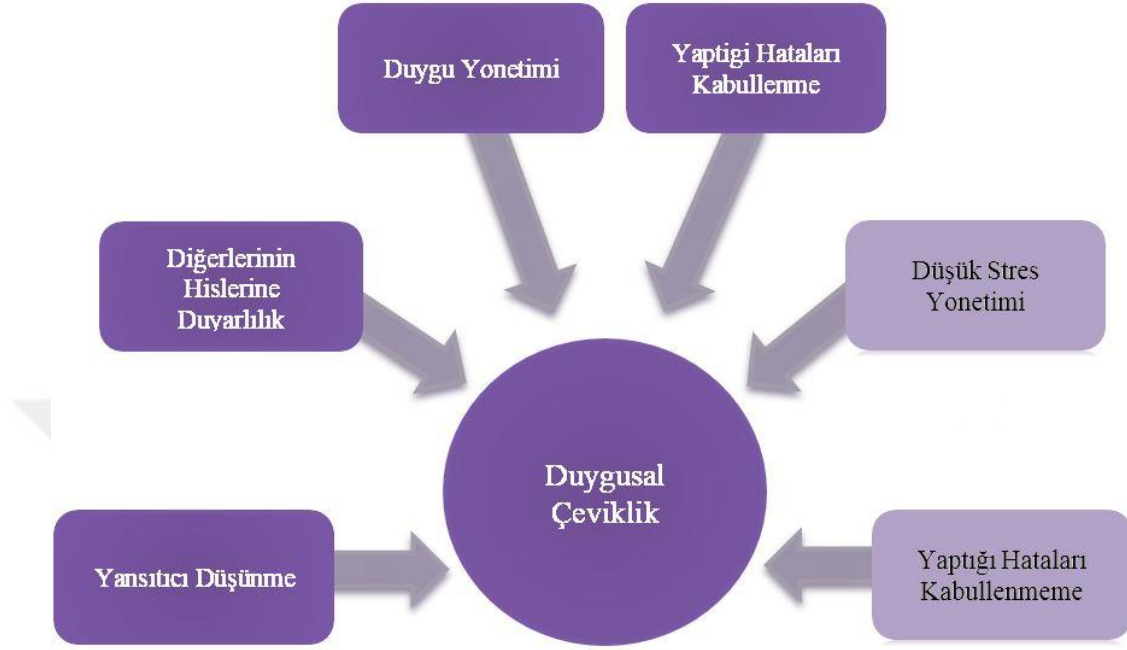 Duygu Yonetimi
Yaptigi Hataları
Kabullenme
Diğerlerinin
Hislerine
Duyarlılık
Düşük Stres
Yonetimi
Duygusal
Çeviklik
Yansıtıcı Düşünme
Yaptığı Hataları
Kabullenmeme